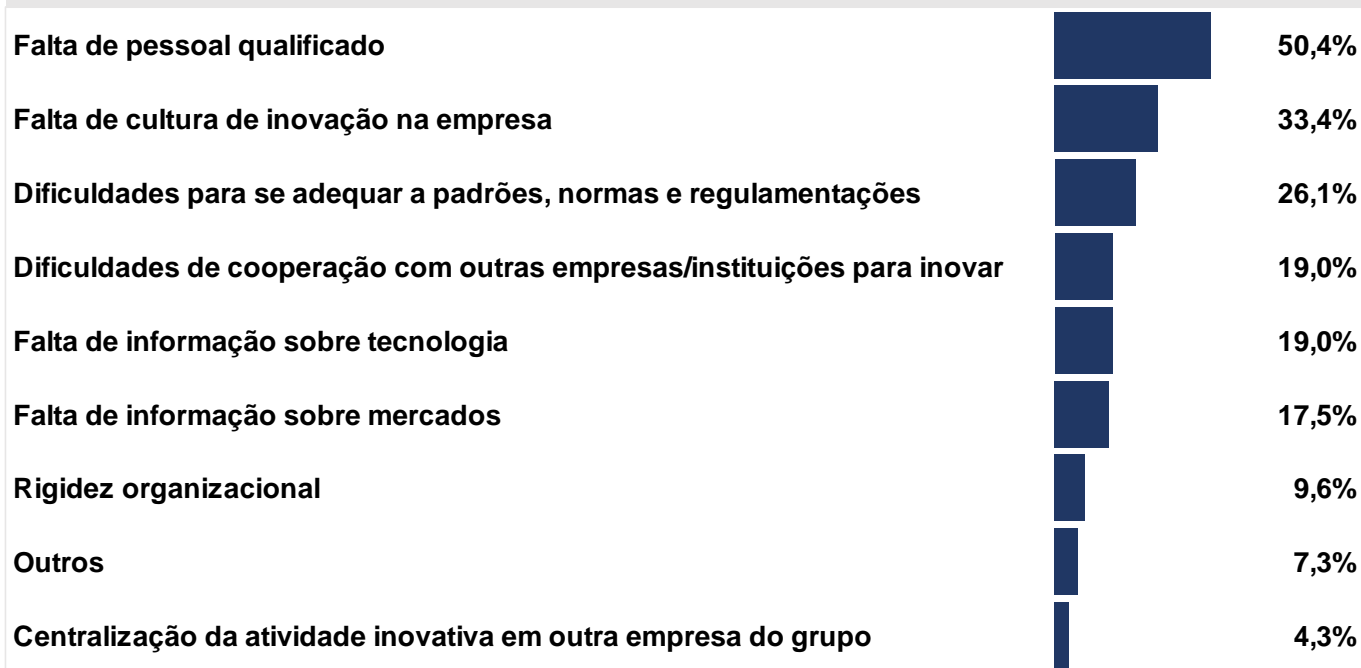 Falta de pessoal qualificado 50,4%
Falta de cultura de inovação na empresa 33,4%
Dificuldades para se adequar a padrões, normas e regulamentações 26,1%
Dificuldades de cooperação com outras empresas/instituições para inovar 19,0%
Falta de informação sobre tecnologia 19,0%
Falta de informação sobre mercados 17,5%
Rigidez organizacional 9,6%
Outros 7,3%
Centralização da atividade inovativa em outra empresa do grupo 4,3%